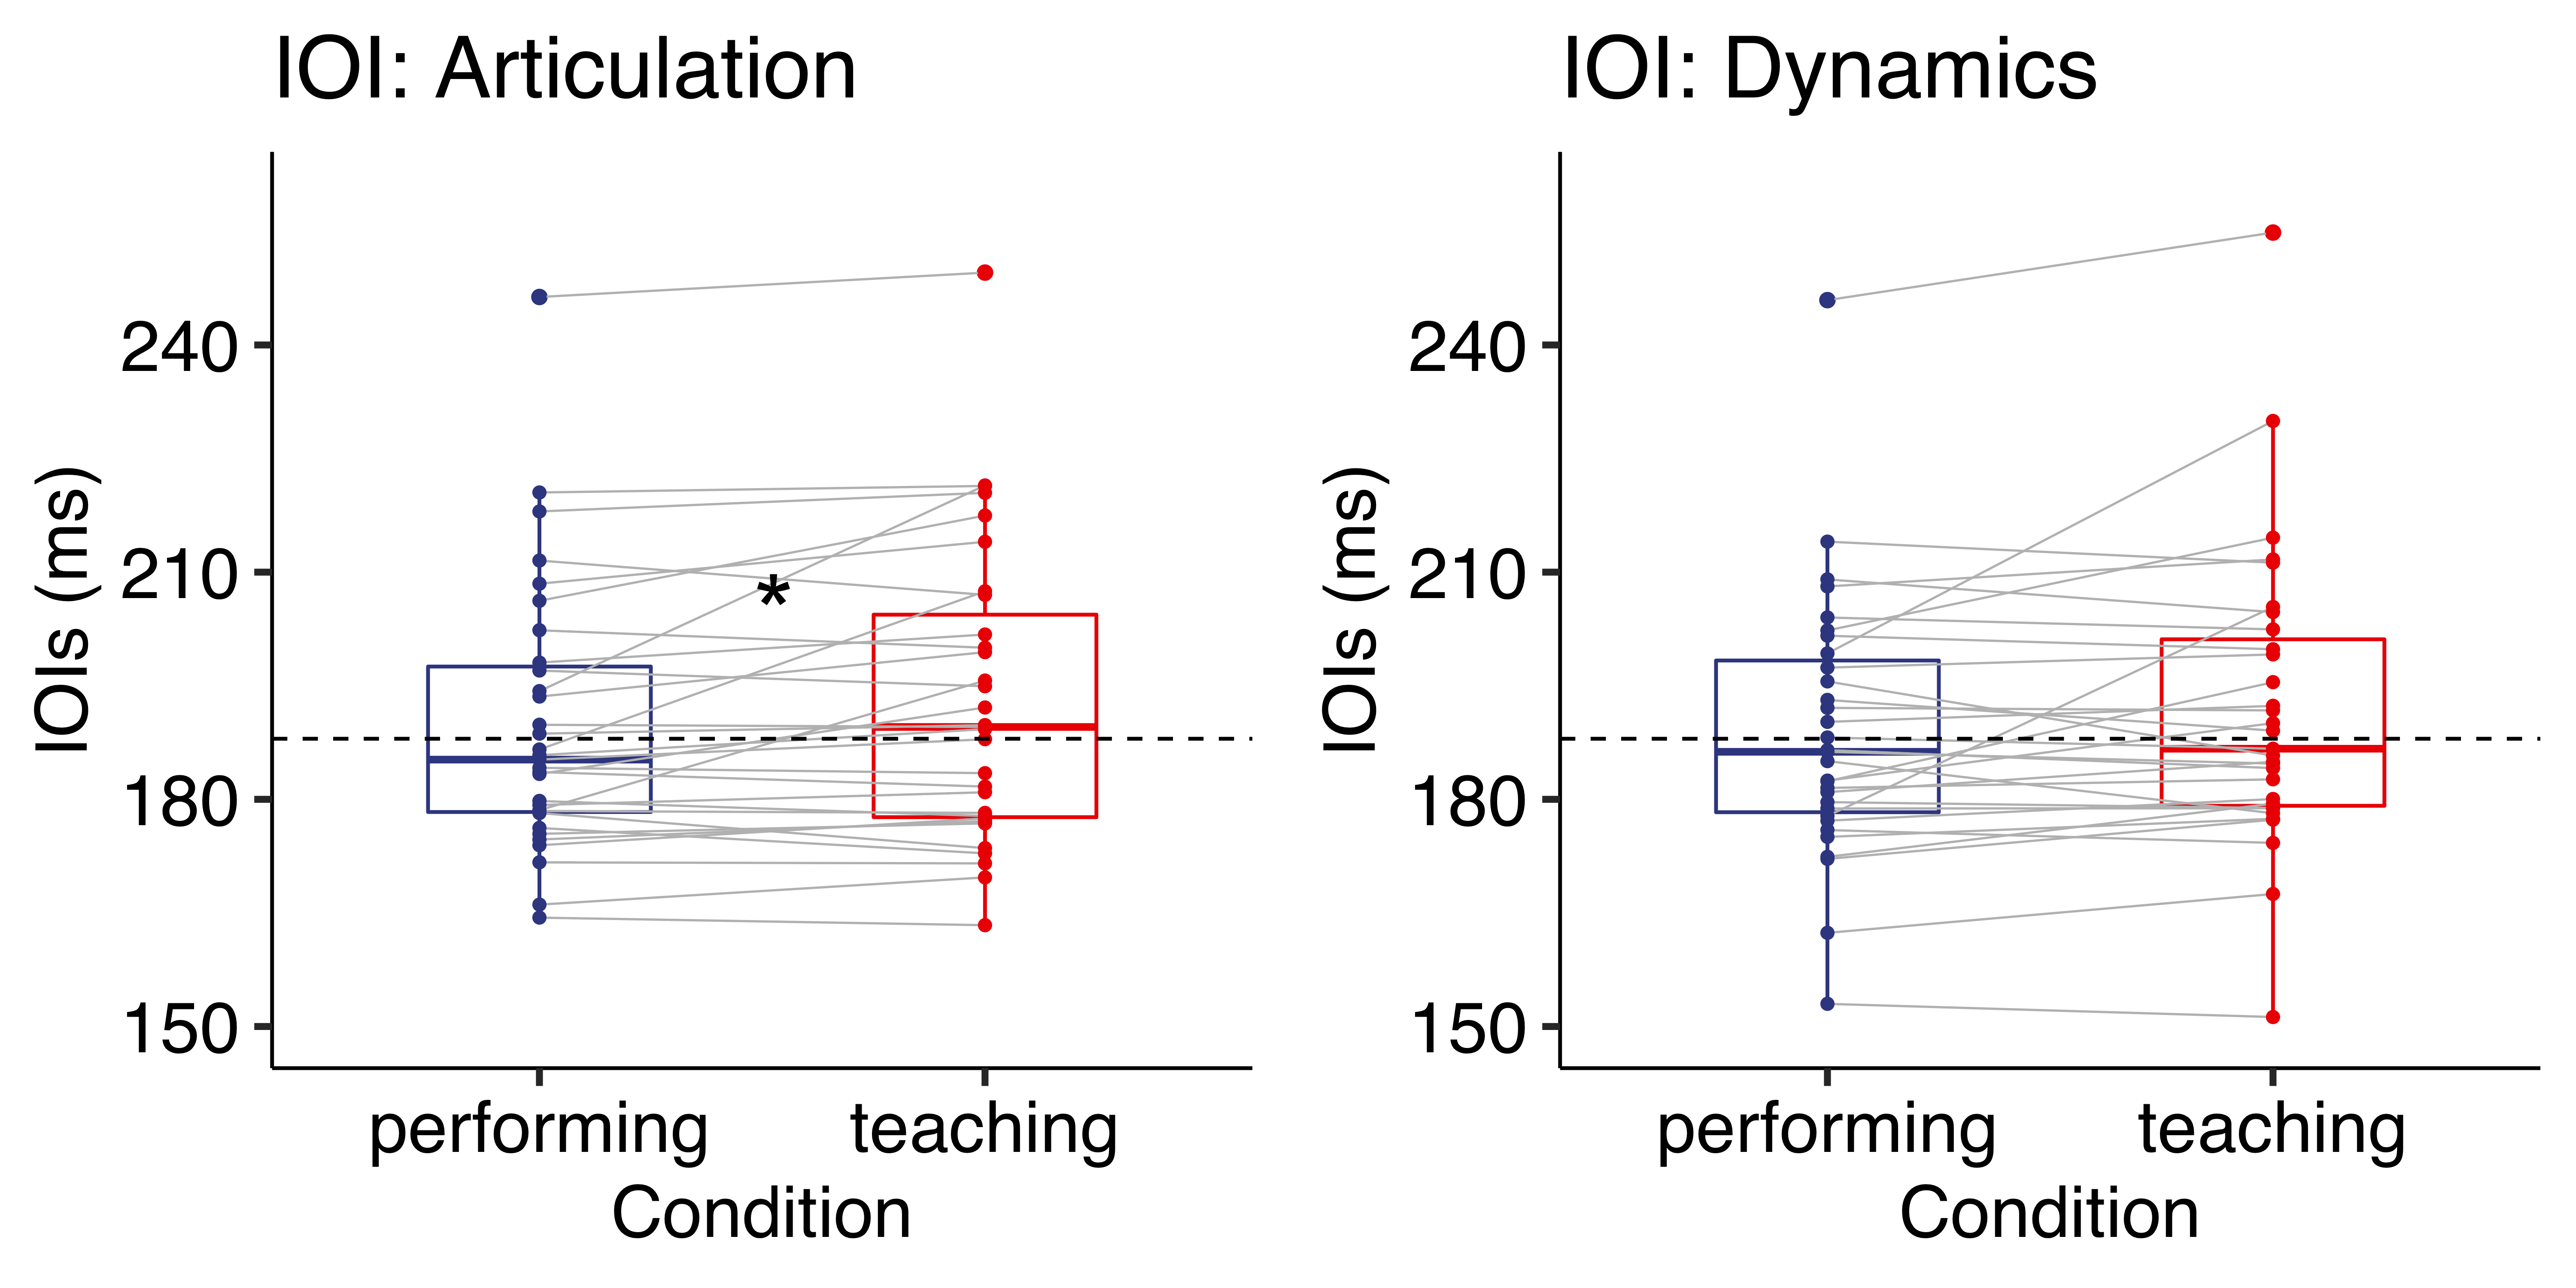 IOI: Articulation
IOIs (ms)
240
210
180
150
*
performing teaching
Condition
IOI: Dynamics
IOIs (ms)
240
210
180
150
performing teaching
Condition